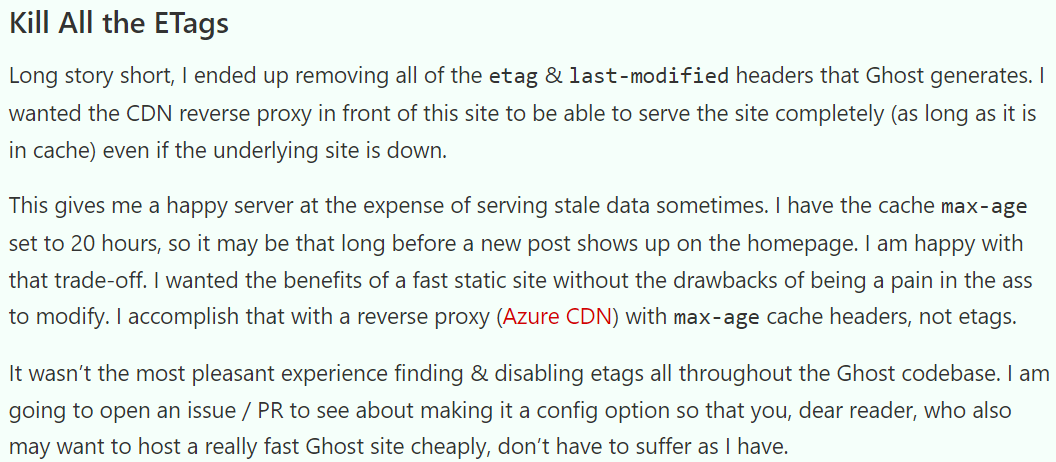 Kill All the ETags
Long story short, I ended up removing all of the etag & last-modified headers that Ghost generates. I
wanted the CDN reverse proxy in front of this site to be able to serve the site completely (as long as it is
in cache) even if the underlying site is down.
This gives me a happy server at the expense of serving stale data sometimes. I have the cache max-age
set to 20 hours, so it may be that long before a new post shows up on the homepage. I am happy with
that trade-off. I wanted the benefits of a fast static site without the drawbacks of being a pain in the ass
to modify. I accomplish that with a reverse proxy (Azure CDN) with max-age cache headers, not etags.
It wasn’t the most pleasant experience finding & disabling etags all throughout the Ghost codebase. I am
going to open an issue / PR to see about making it a config option so that you, dear reader, who also
may want to host a really fast Ghost site cheaply, don’t have to suffer as I have.